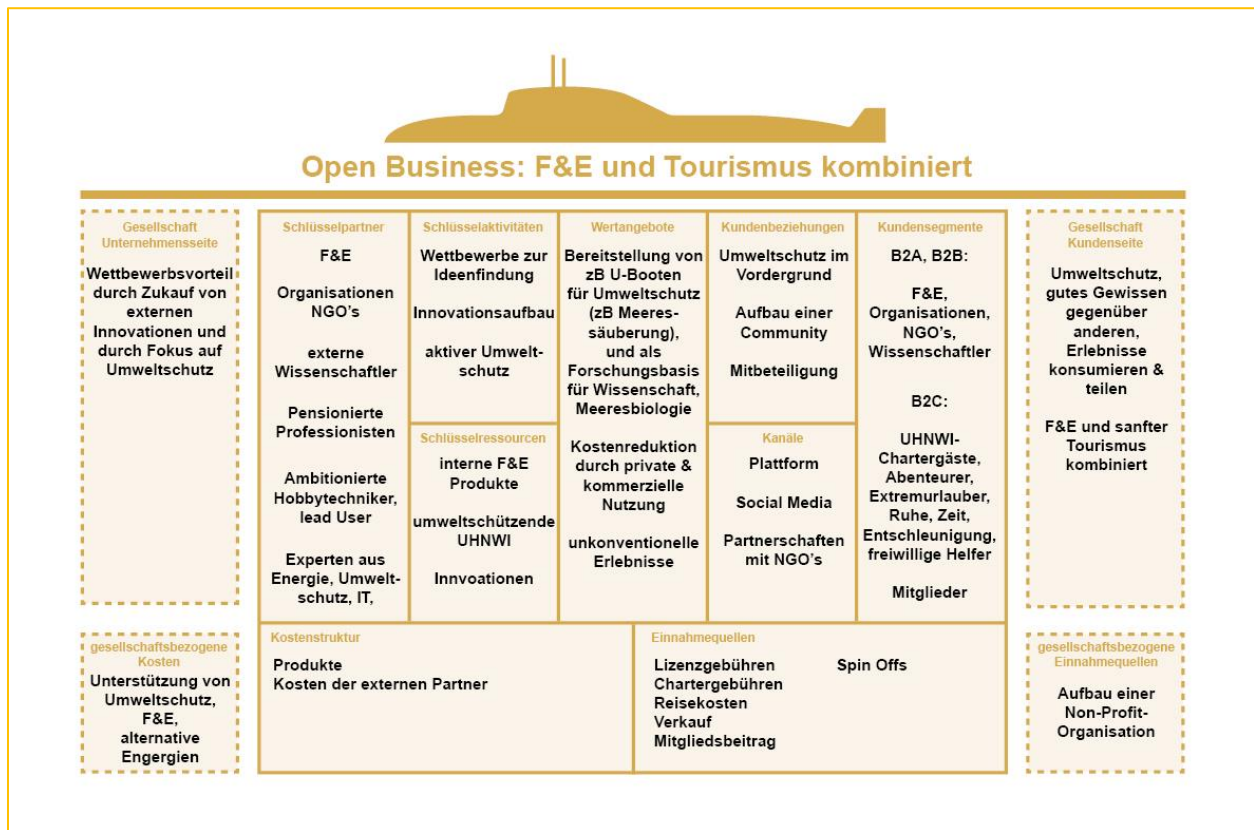 Open Business: F&E und Tourismus kombiniert
Gesellschaft
Unternehmensseite
Wettbewerbsvorteil
durch Zukauf von
externen
Innovationen und
durch Fokus auf
Umweltschutz
Schlüsselpartner
F&E
Organisationen
NGO's
externe
Wissenschaftler
Pensionierte
Professionisten
Ambitionierte
Hobbytechniker,
lead User
Experten aus
Energie, Umwelt-
schutz, IT,
Schlüsselaktivitäten
Wettbewerbe zur
Ideenfindung
Innovationsaufbau
aktiver Umwelt-
schutz
Schlüsselressourcen
interne F&E
Produkte
umweltschützende
UHNWI
Innvoationen
Wertangebote
Bereitstellung von
zB U-Booten
für Umweltschutz
(zB Meeres-
säuberung),
und als
Forschungsbasis
für Wissenschaft,
Meeresbiologie
Kostenreduktion
durch private &
kommerzielle
Nutzung
unkonventionelle
Erlebnisse
Kundenbeziehungen
Umweltschutz im
Vordergrund
Aufbau einer
Community
Mitbeteiligung
Kanäle
Plattform
Social Media
Partnerschaften
mit NGO's
Kundensegmente
B2A, B2B:
F&E,
Organisationen,
NGO's,
Wissenschaftler
B2C:
UHNWI-
Chartergäste,
Abenteurer,
Extremurlauber,
Ruhe, Zeit,
Entschleunigung,
freiwillige Helfer
Mitglieder
Gesellschaft
Kundenseite
Umweltschutz,
gutes Gewissen
gegenüber
anderen,
Erlebnisse
konsumieren &
teilen
F&E und sanfter
Tourismus
kombiniert
gesellschaftsbezogene
Kosten
Unterstützung von
Umweltschutz,
F&E,
alternative
Engergien
Kostenstruktur
Produkte
Kosten der externen Partner
Einnahmequellen
Lizenzgebühren
Chartergebühren
Reisekosten
Verkauf
Mitgliedsbeitrag
Spin Offs
gesellschaftsbezogene
Einnahmequellen
Aufbau einer
Non-Profit-
Organisation